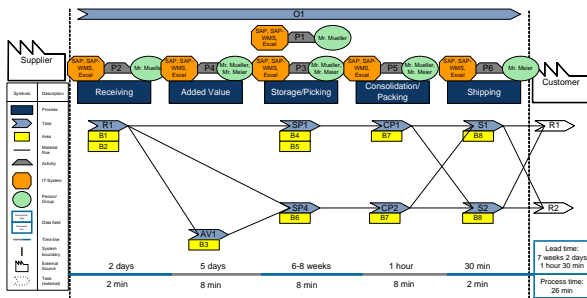 O1
SAP, SAP-
WMS,
Excel
P1
Mr. Mueller
Supplier
SAP, SAP-
WMS,
Excel
P2
Mr. Mueller
SAP, SAP-
WMS,
Excel
P4
Mr. Mueller,
Mr. Meier
SAP, SAP-
WMS,
Excel
P3
Mr. Mueller,
Mr. Meier
SAP, SAP-
WMS,
Excel
P5
Mr. Mueller,
Mr. Meier
SAP, SAP-
WMS,
Excel
P6
Mr. Meier
Customer
Receiving
Added Value
Storage/Picking
Consolidation/
Packing
Shipping
Symbols
Description
Process
Task
Area
Material
flow
Activity
IT-System
Person/
Group
Data field
Time line
System
boundary
External
Source
Task
(external)
R1
B1
B2
SP1
B4
B5
CP1
B7
S1
B8
R1
AV1
B3
SP4
B6
CP2
B7
S2
B8
R2
2 days
5 days
6-8 weeks
1 hour
30 min
Lead time:
7 weeks 2 days
1 hour 30 min
2 min
8 min
8 min
8 min
2 min
Process time:
26 min